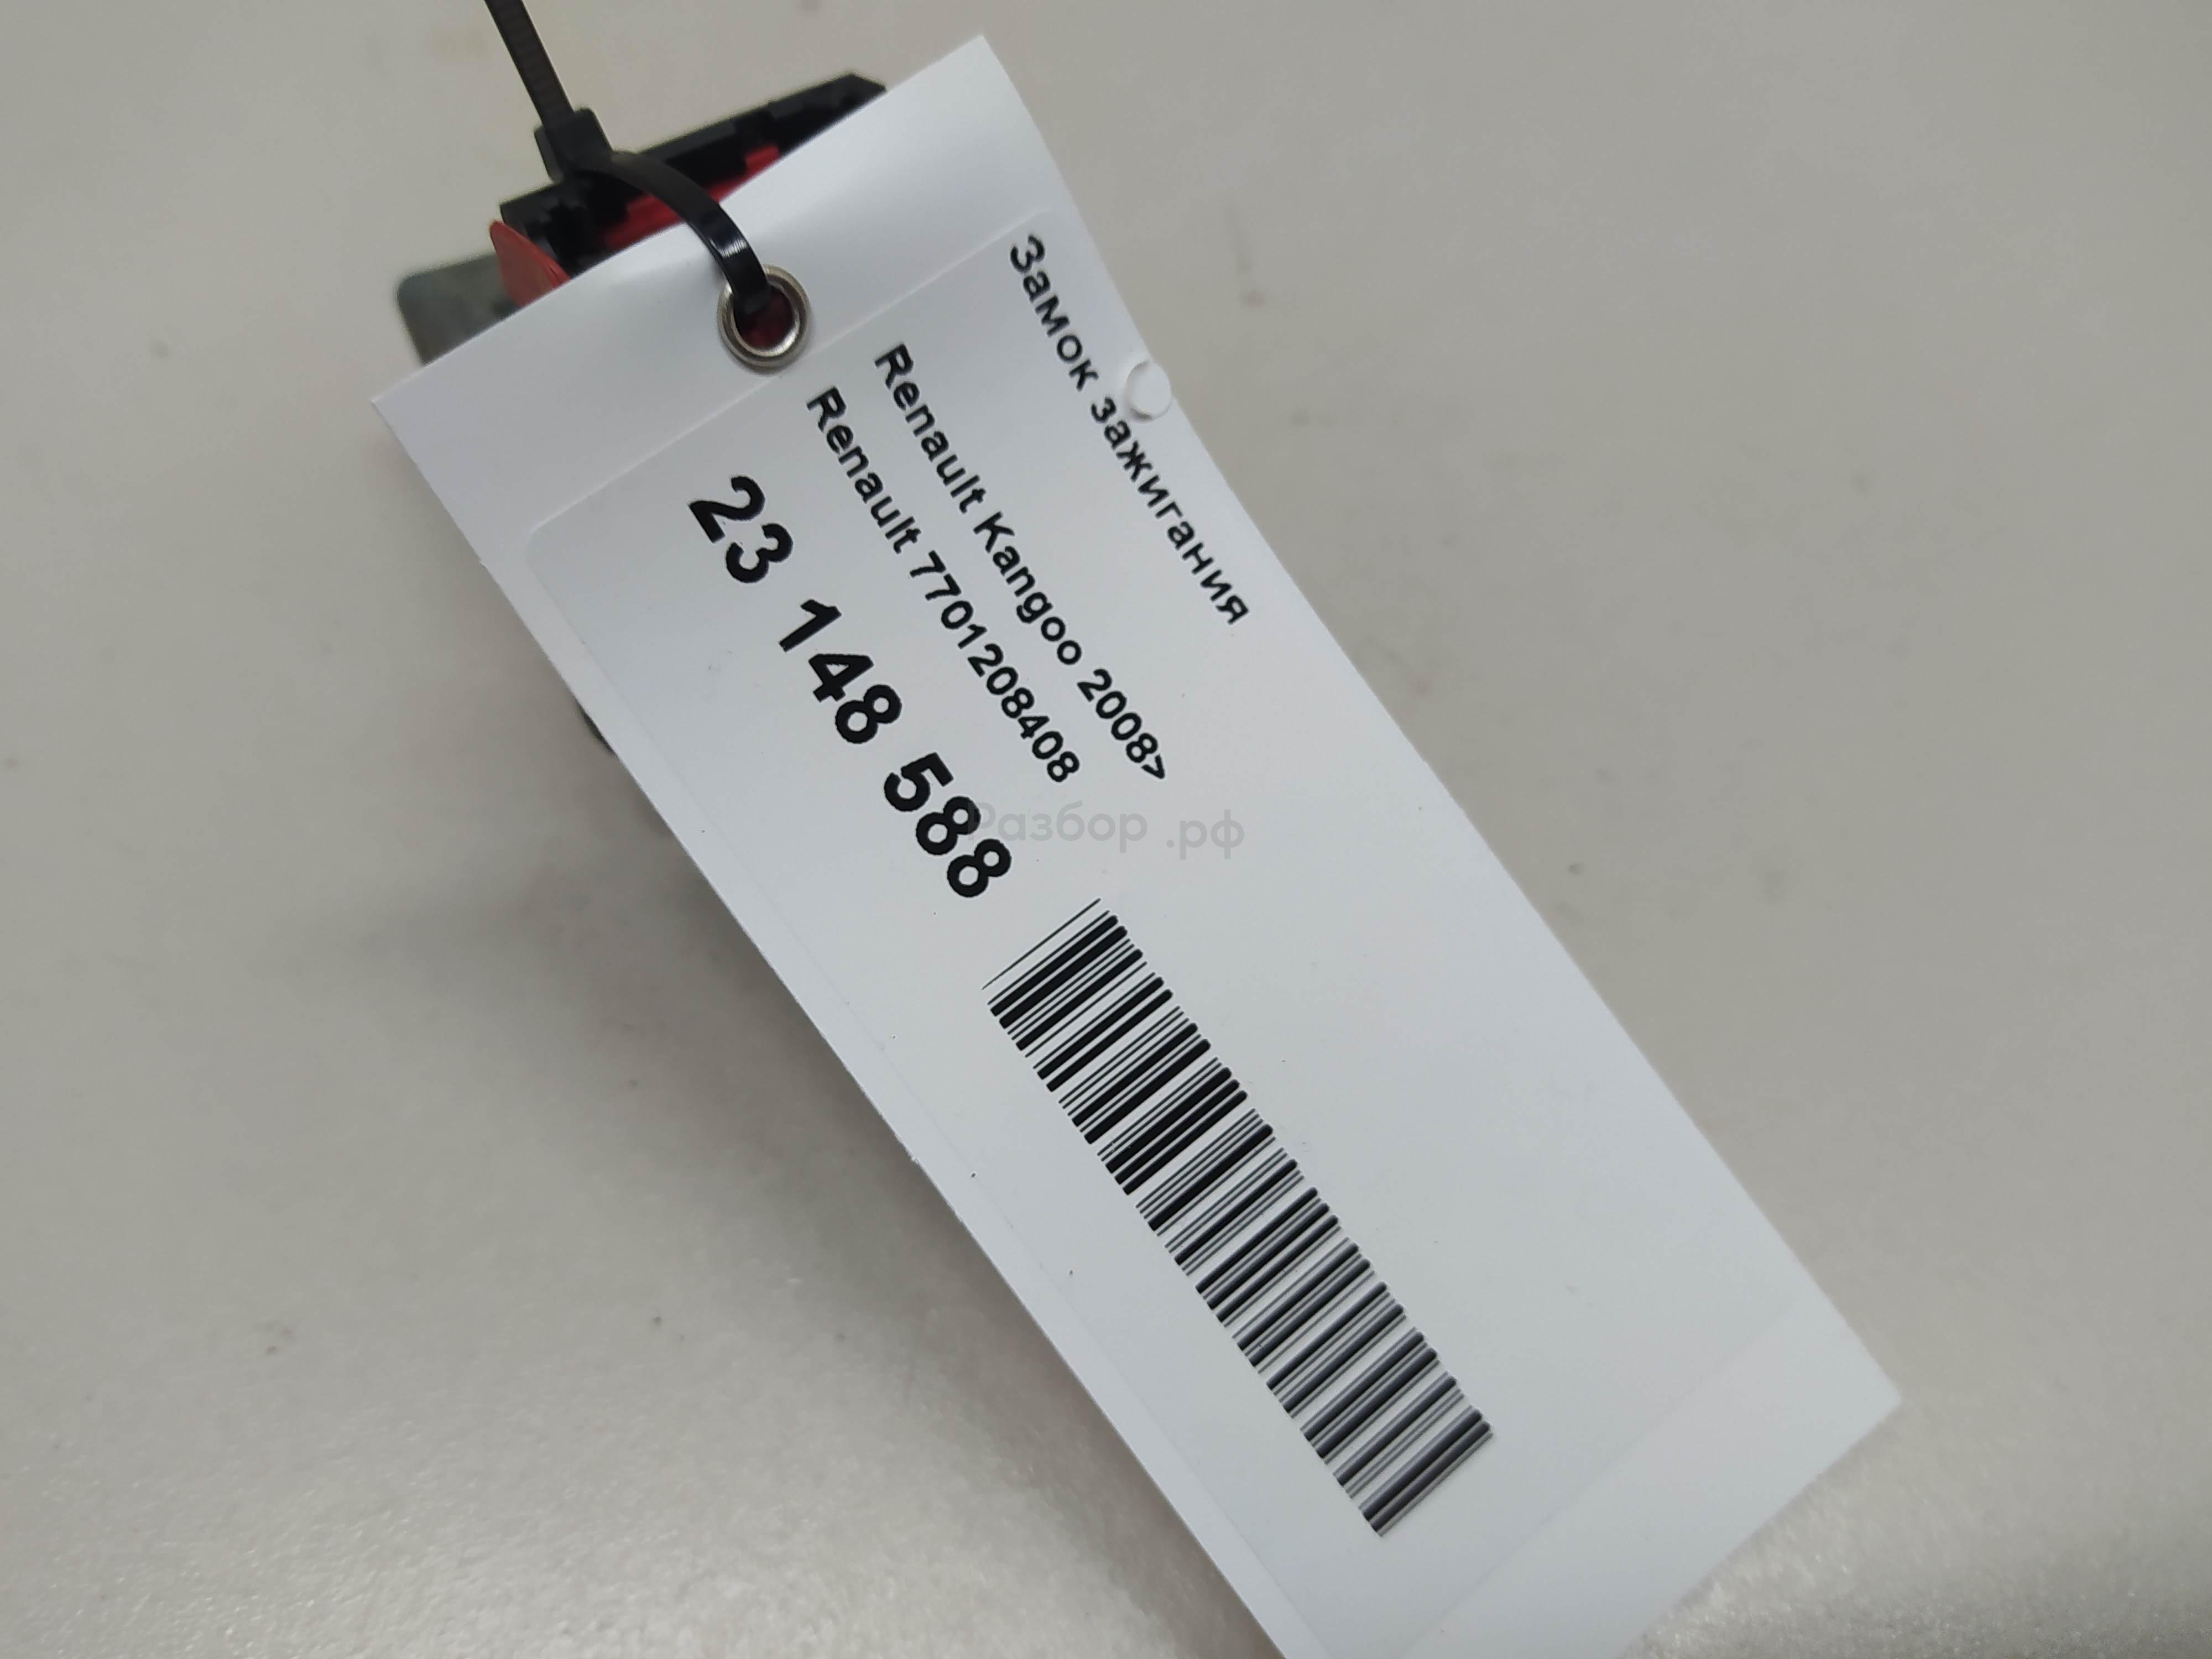 Замок зажигания
Renault Kangoo 2008>
Renault 7701208408
23 148 588
Разбор.рф